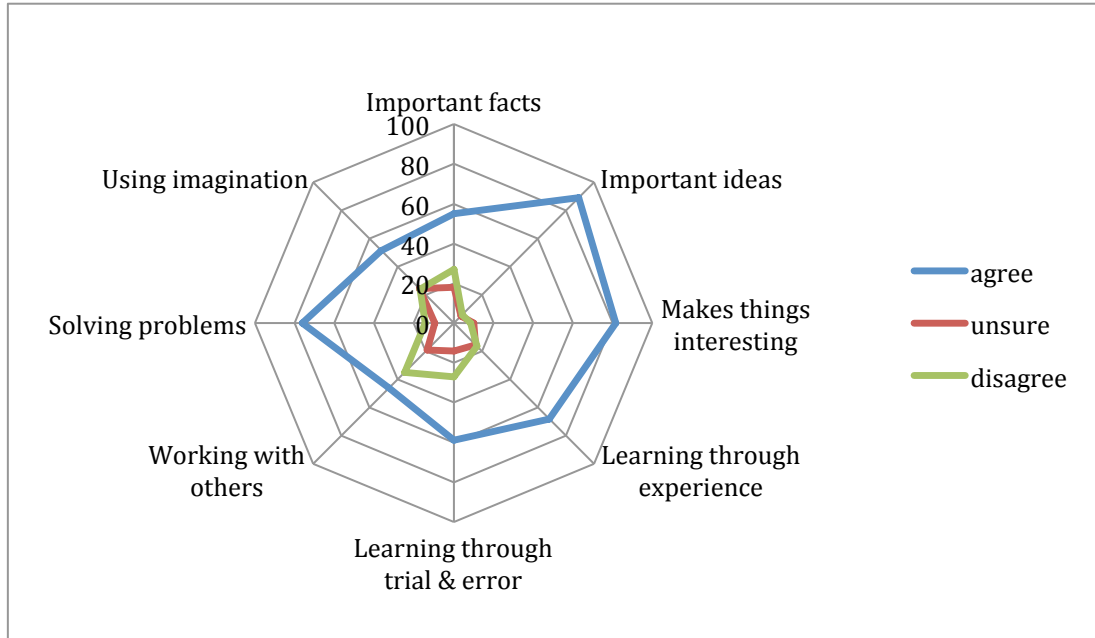 Important facts
100
80
60
40
20
0
Using imagination
Important ideas
Solving problems
Makes things
interesting
Working with
others
Learning through
experience
Learning through
trial & error
agree
unsure
disagree